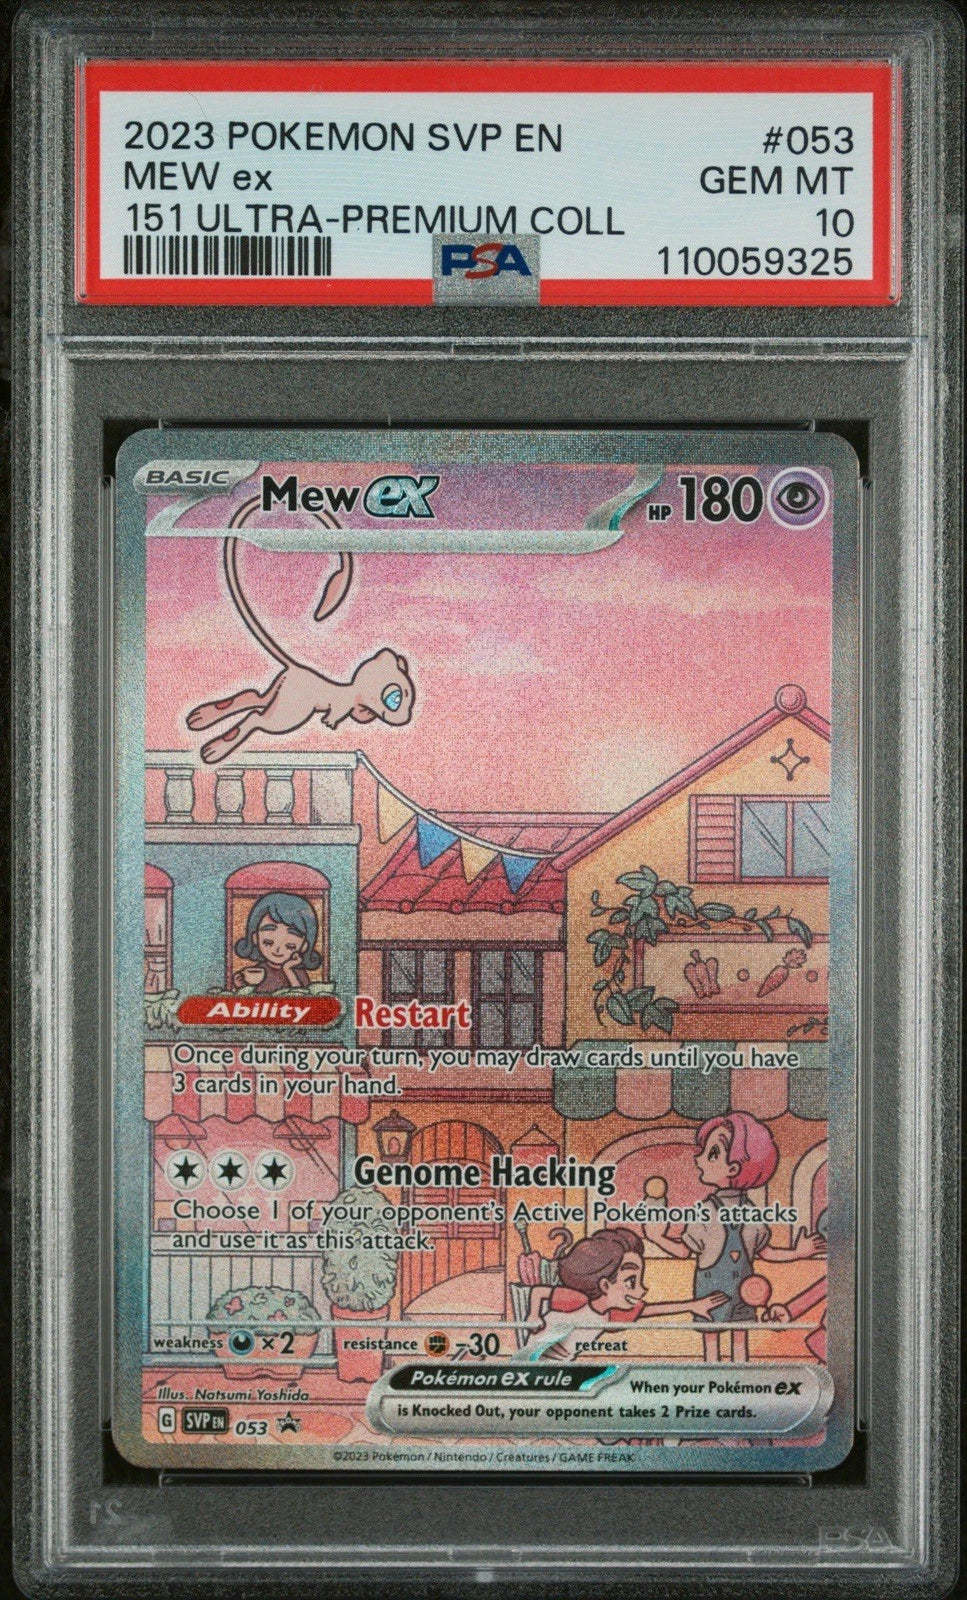 2023 POKEMON SVP EN #053
MEW ex GEM MT
151 ULTRA-PREMIUM COLL 10
PSA 110059325
BASIC Mew ex HP 180
Ability Restart
Once during your turn, you may draw cards until you have
3 cards in your hand.
Genome Hacking
Choose 1 of your opponent's Active Pokémon's attacks
and use it as this attack.
weakness ×2 resistance -30 retreat
Pokémon ex rule When your Pokémon ex
is Knocked Out, your opponent takes 2 Prize cards.
Illus. Natsumi Yoshida
G SVP EN 053
©2023 Pokémon / Nintendo / Creatures / GAME FREAK
PSA